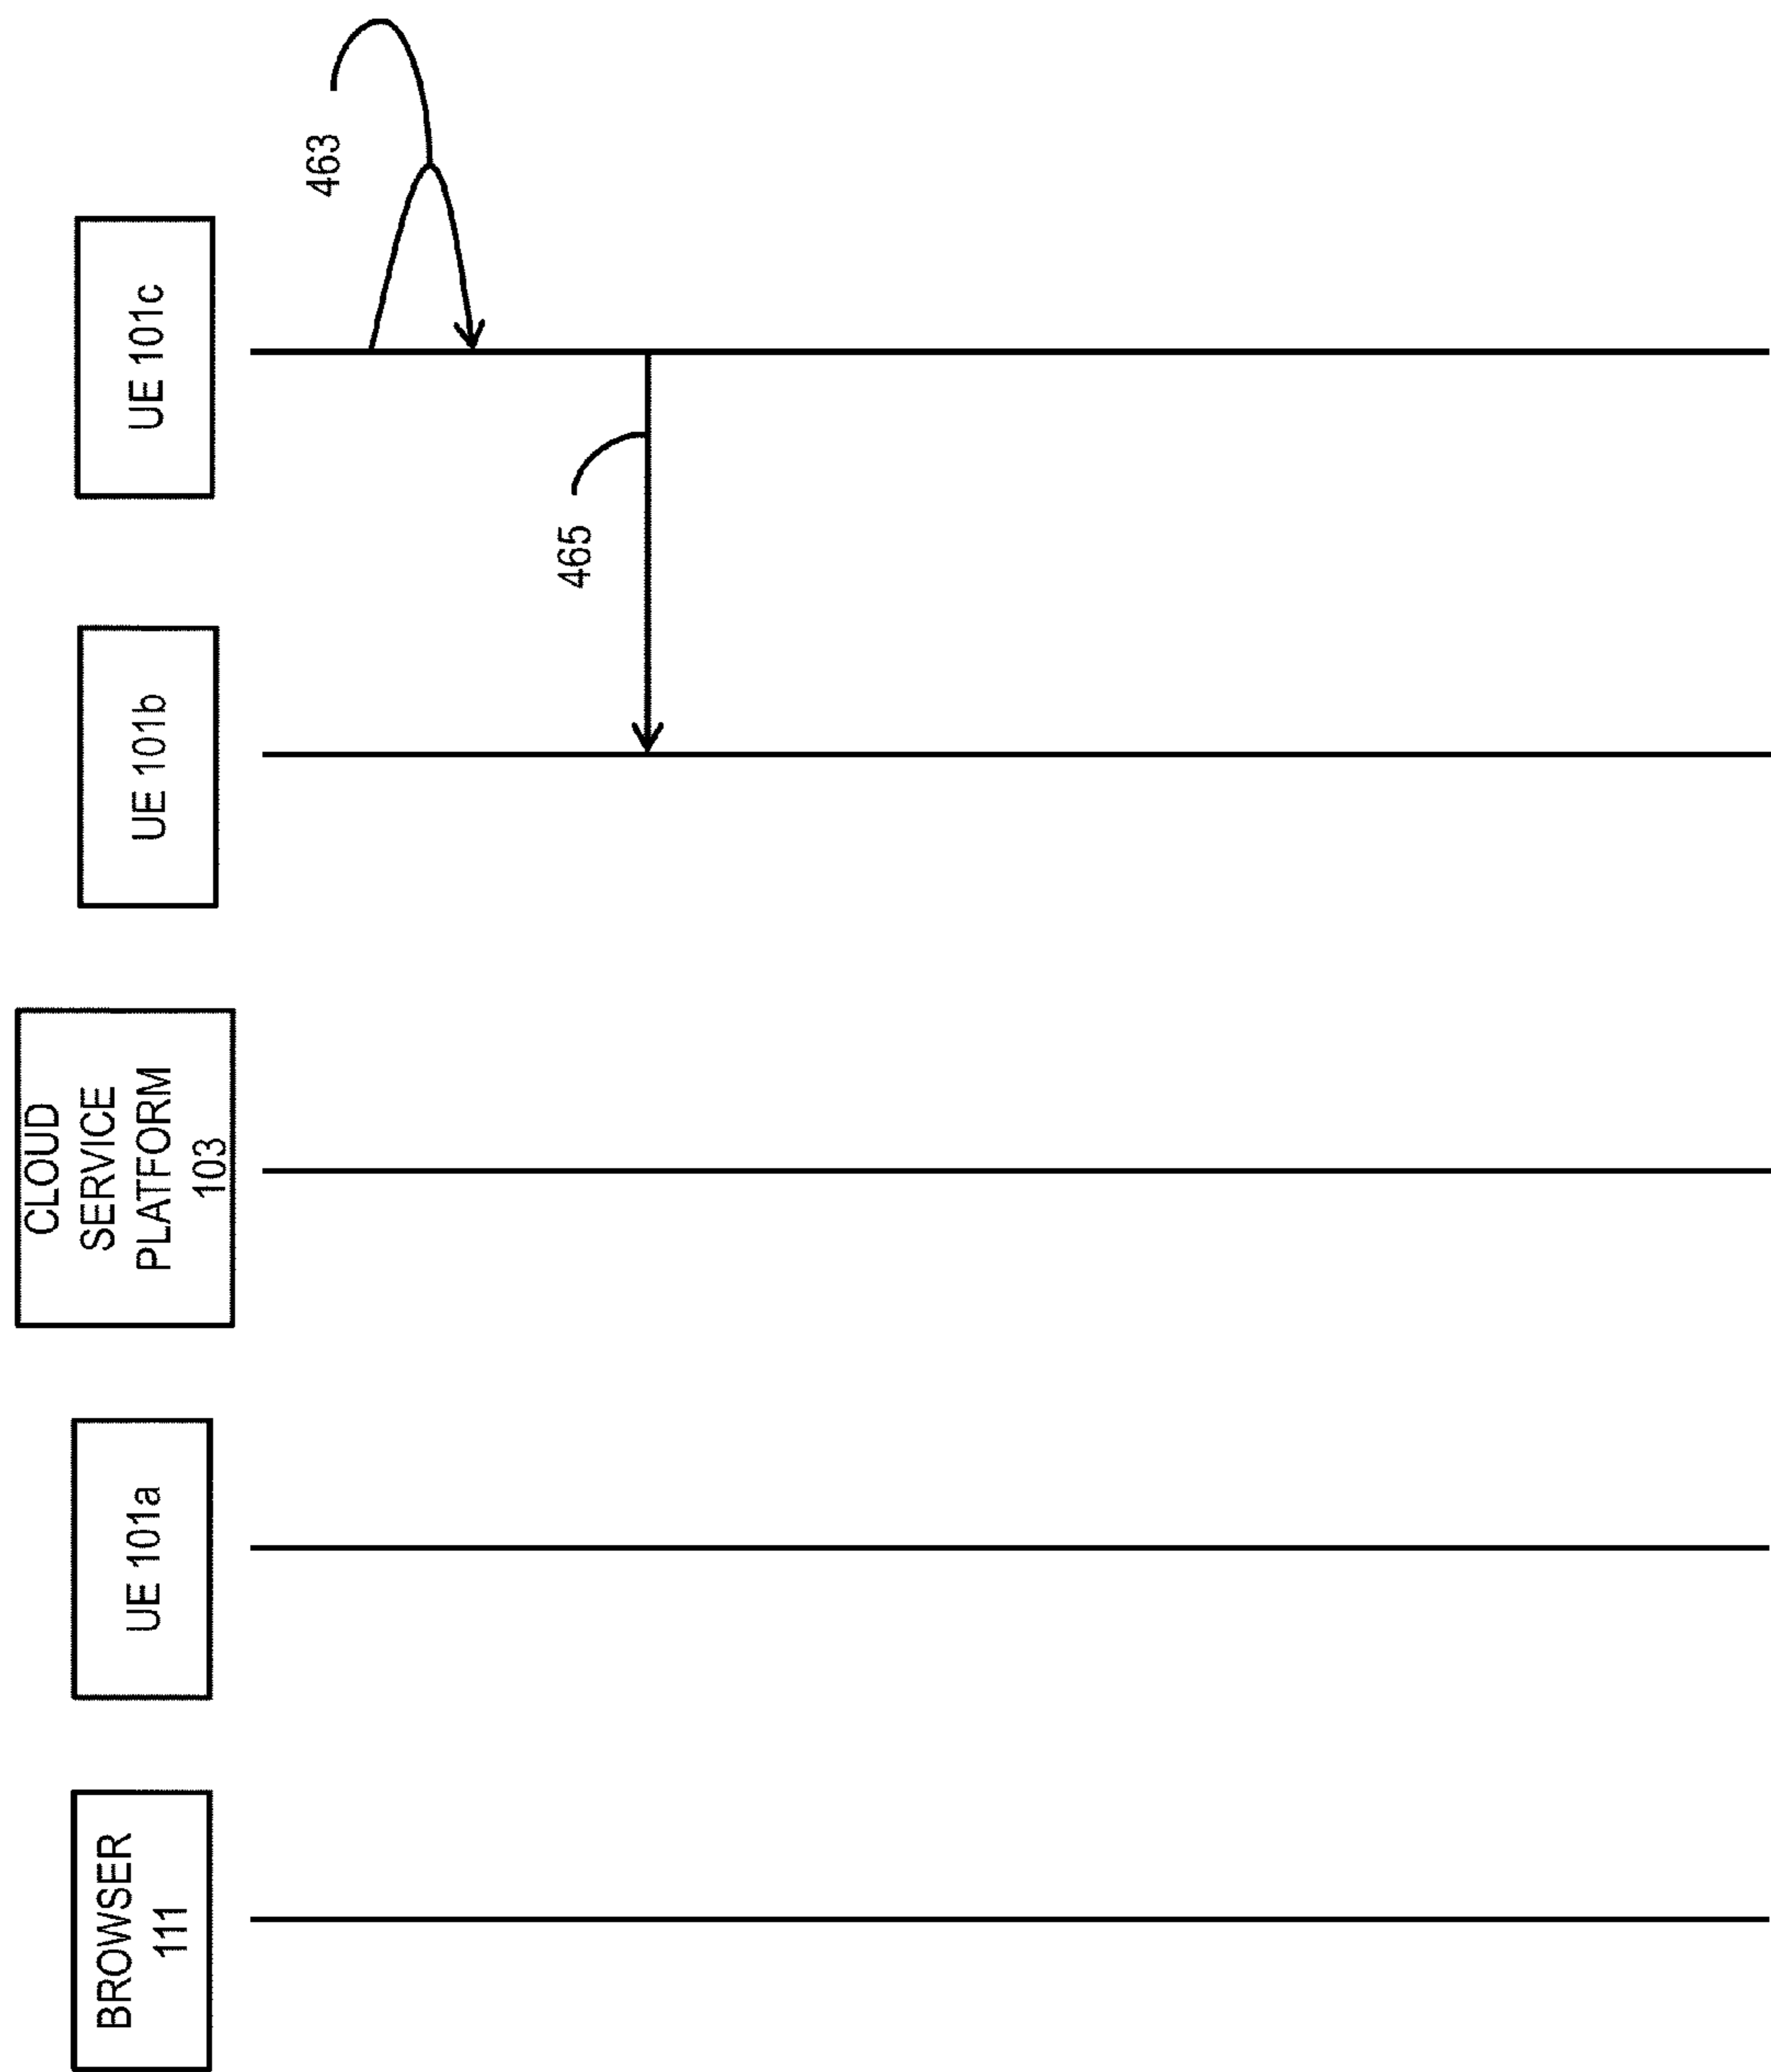 BROWSER
111
UE 101a
CLOUD
SERVICE
PLATFORM
103
UE 101b
UE 101c
463
465